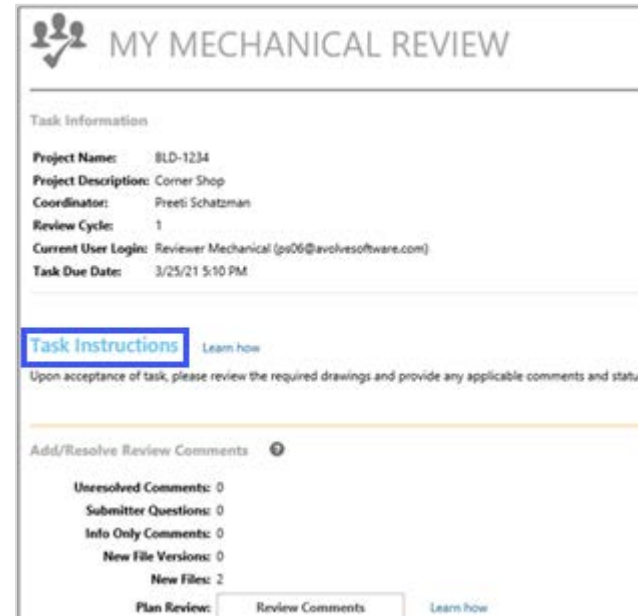 MY MECHANICAL REVIEW
Task Information
Project Name: BLD-1234
Project Description: Corner Shop
Coordinator: Preeti Schatzman
Review Cycle: 1
Current User Login: Reviewer Mechanical (ps06@avolvesoftware.com)
Task Due Date: 3/25/21 5:10 PM
Task Instructions Learn how
Upon acceptance of task, please review the required drawings and provide any applicable comments and statu
Add/Resolve Review Comments ?
Unresolved Comments: 0
Submitter Questions: 0
Info Only Comments: 0
New File Versions: 0
New Files: 2
Plan Review: Review Comments Learn how